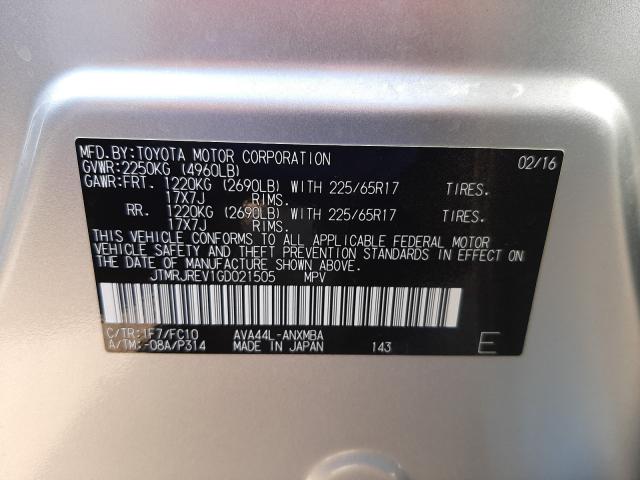 MFD.BY:TOYOTA MOTOR CORPORATION 02/16
GVWR:2250KG (4960LB)
GAWR:FRT. 1220KG (2690LB) WITH 225/65R17 TIRES.
17X7J RIMS.
RR. 1220KG (2690LB) WITH 225/65R17 TIRES.
17X7J RIMS.
THIS VEHICLE CONFORMS TO ALL APPLICABLE FEDERAL MOTOR
VEHICLE SAFETY AND THEFT PREVENTION STANDARDS IN EFFECT ON
THE DATE OF MANUFACTURE SHOWN ABOVE.
JTMRJREV1GD021505 MPV
C/TR:1F7/FC10 AVA44L-ANXMBA
A/TM:-08A/P314 MADE IN JAPAN 143 E